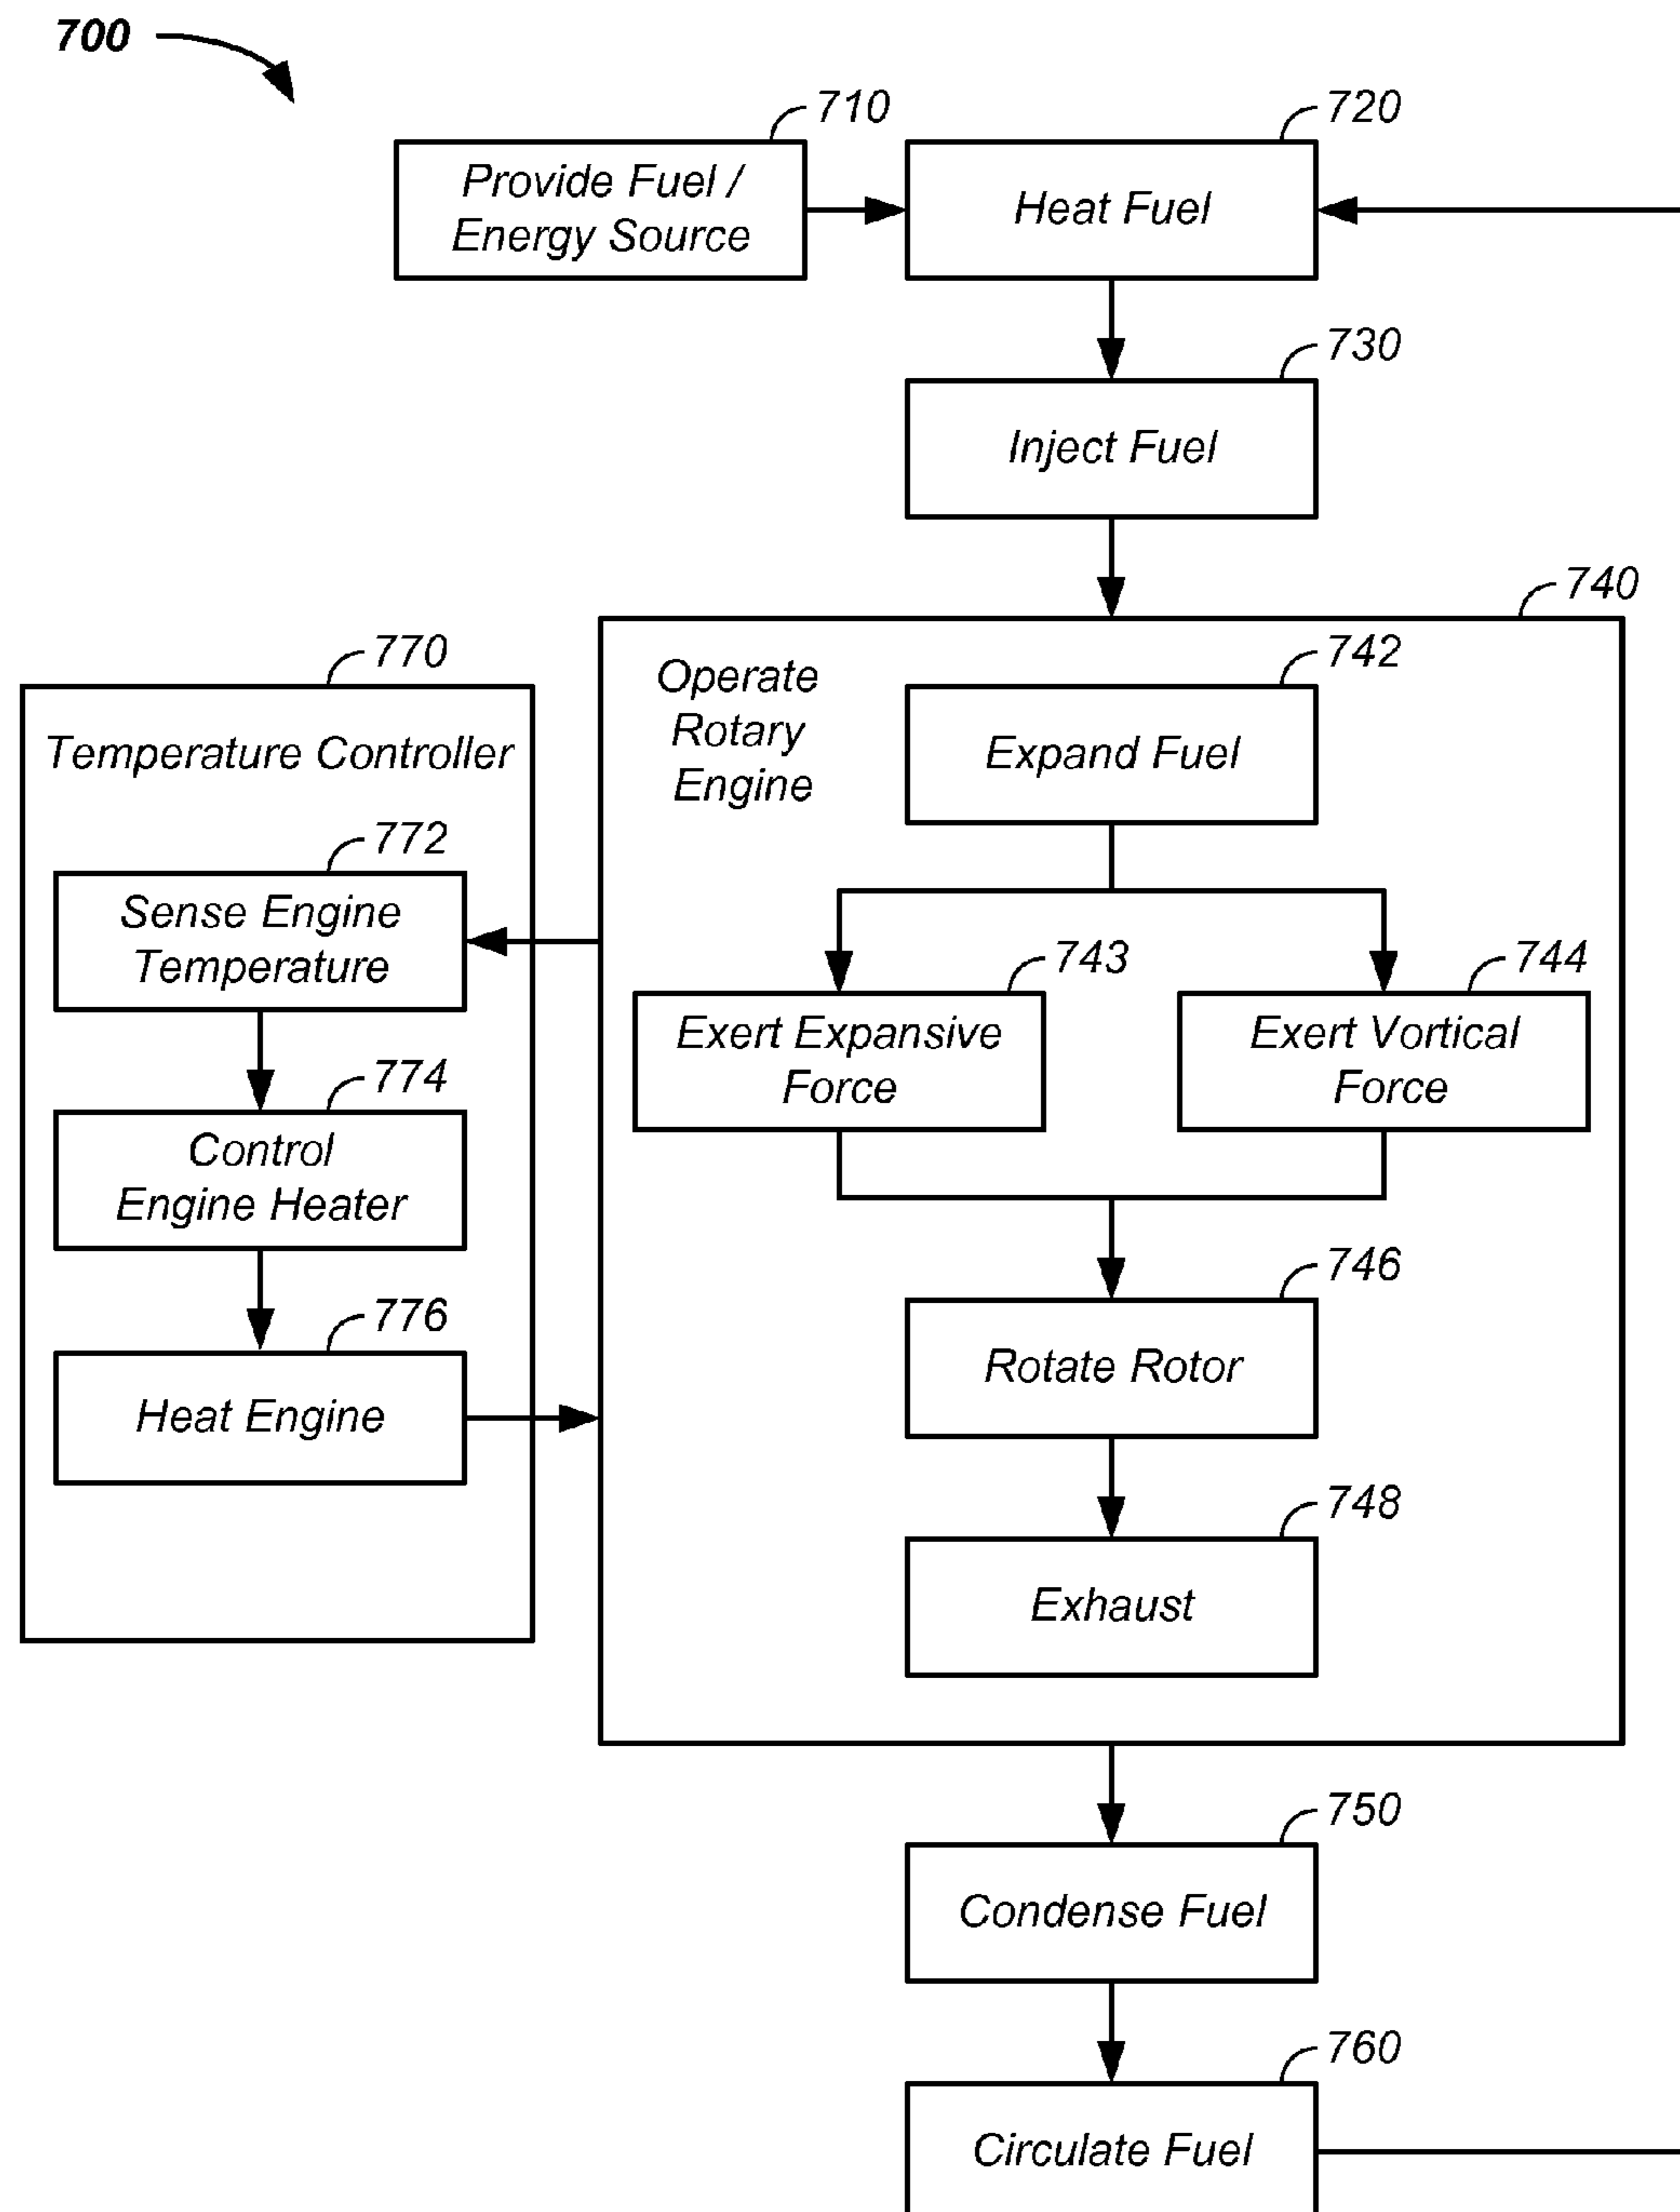 700
710
Provide Fuel /
Energy Source
720
Heat Fuel
730
Inject Fuel
740
Operate
Rotary
Engine
742
Expand Fuel
743
Exert Expansive
Force
744
Exert Vortical
Force
746
Rotate Rotor
748
Exhaust
770
Temperature Controller
772
Sense Engine
Temperature
774
Control
Engine Heater
776
Heat Engine
750
Condense Fuel
760
Circulate Fuel